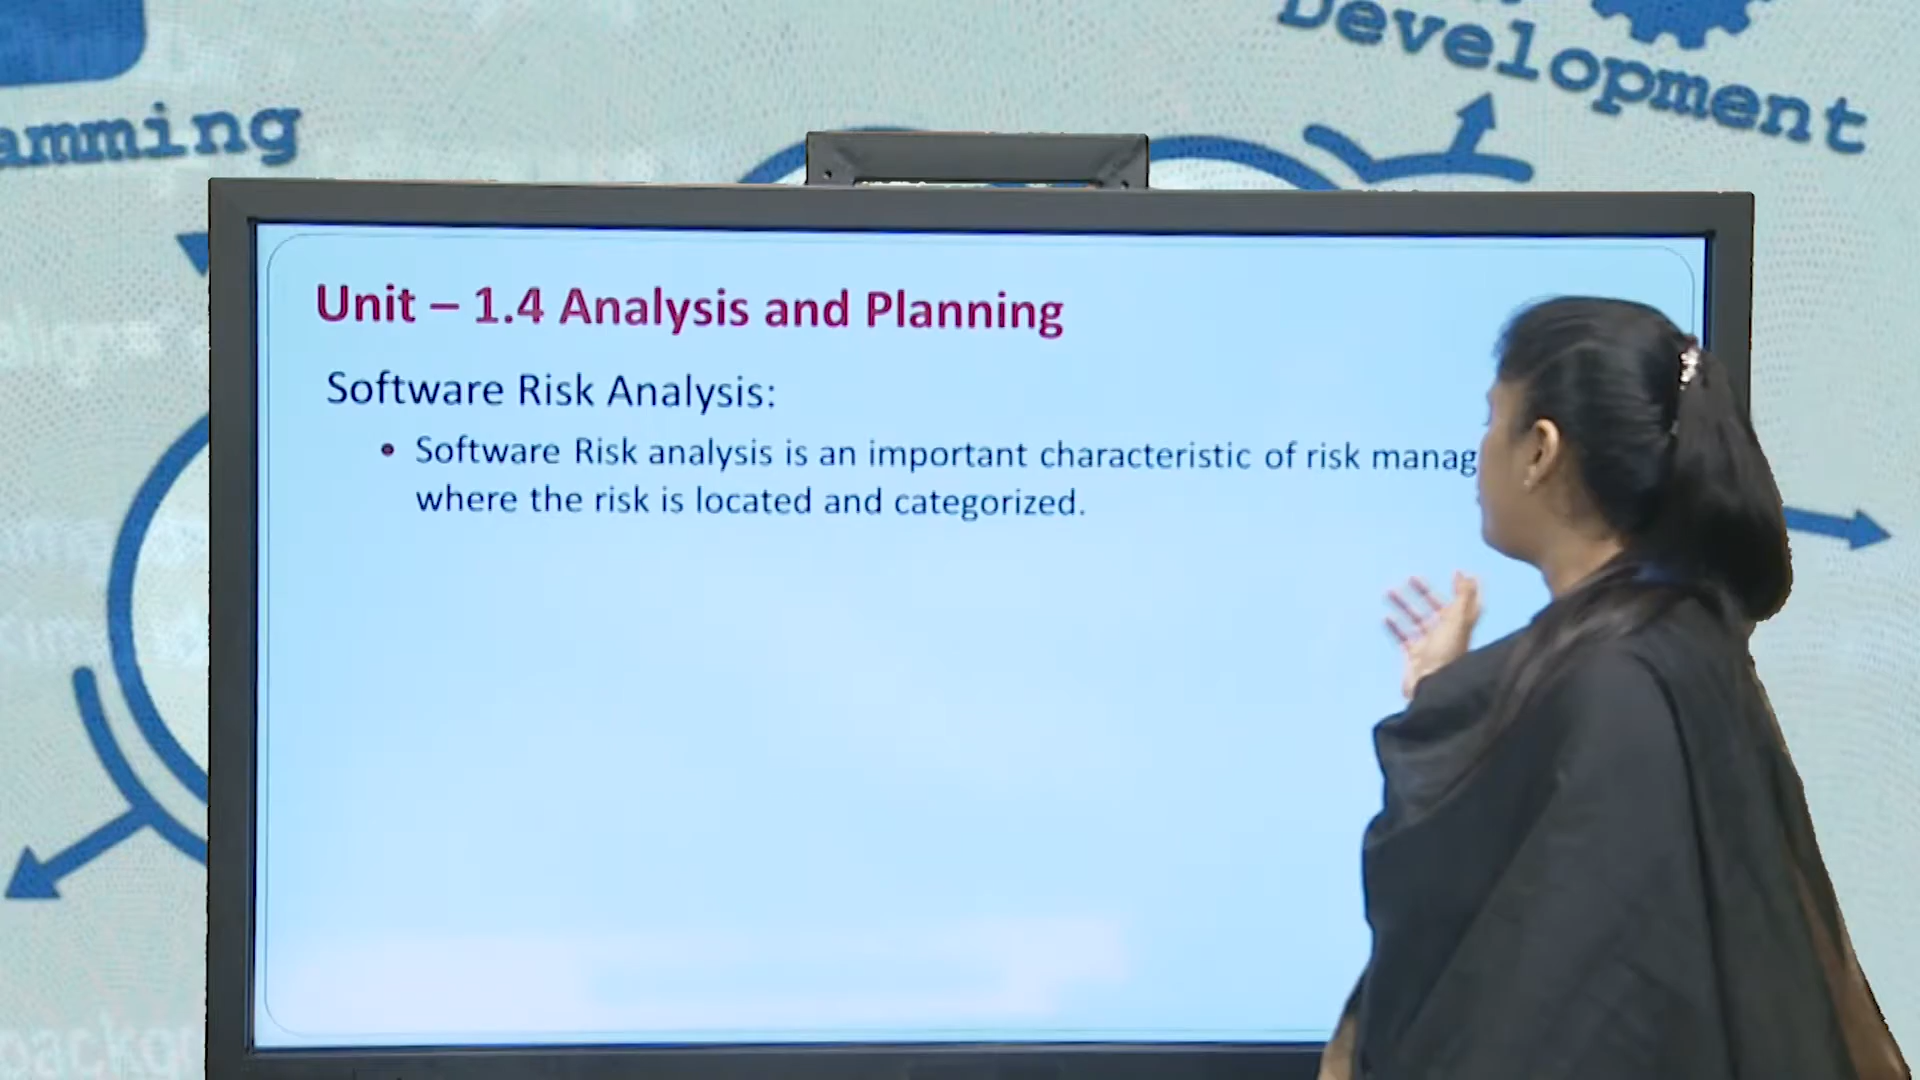 Development
amming
Unit – 1.4 Analysis and Planning
Software Risk Analysis:
• Software Risk analysis is an important characteristic of risk manag
where the risk is located and categorized.